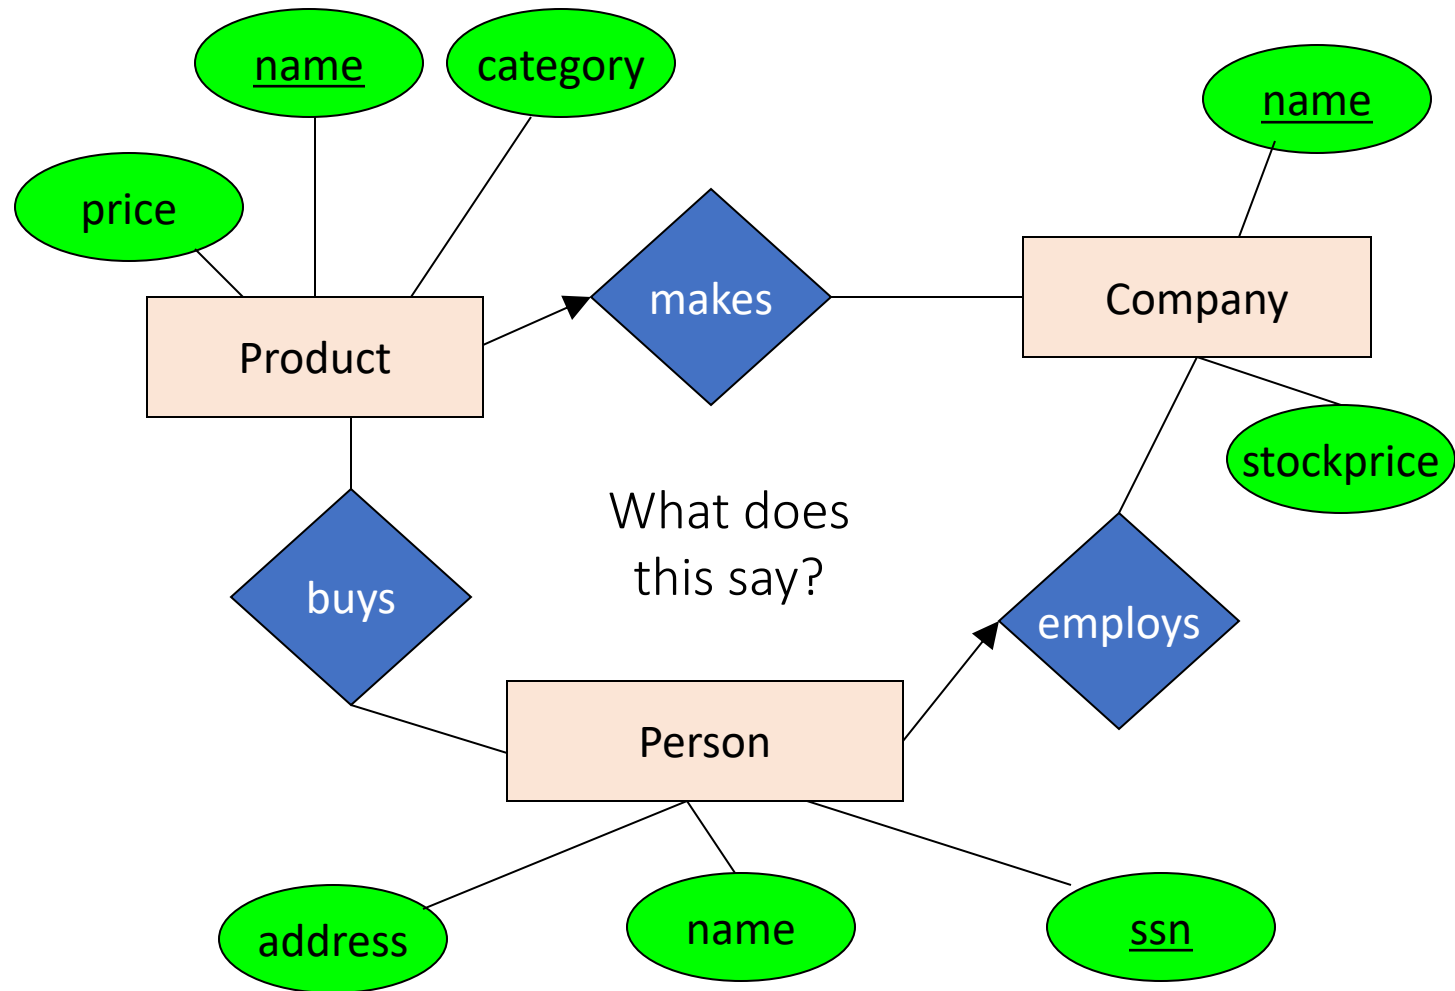 name
category
name
price
makes
Company
Product
stockprice
What does
this say?
buys
employs
Person
address
name
ssn